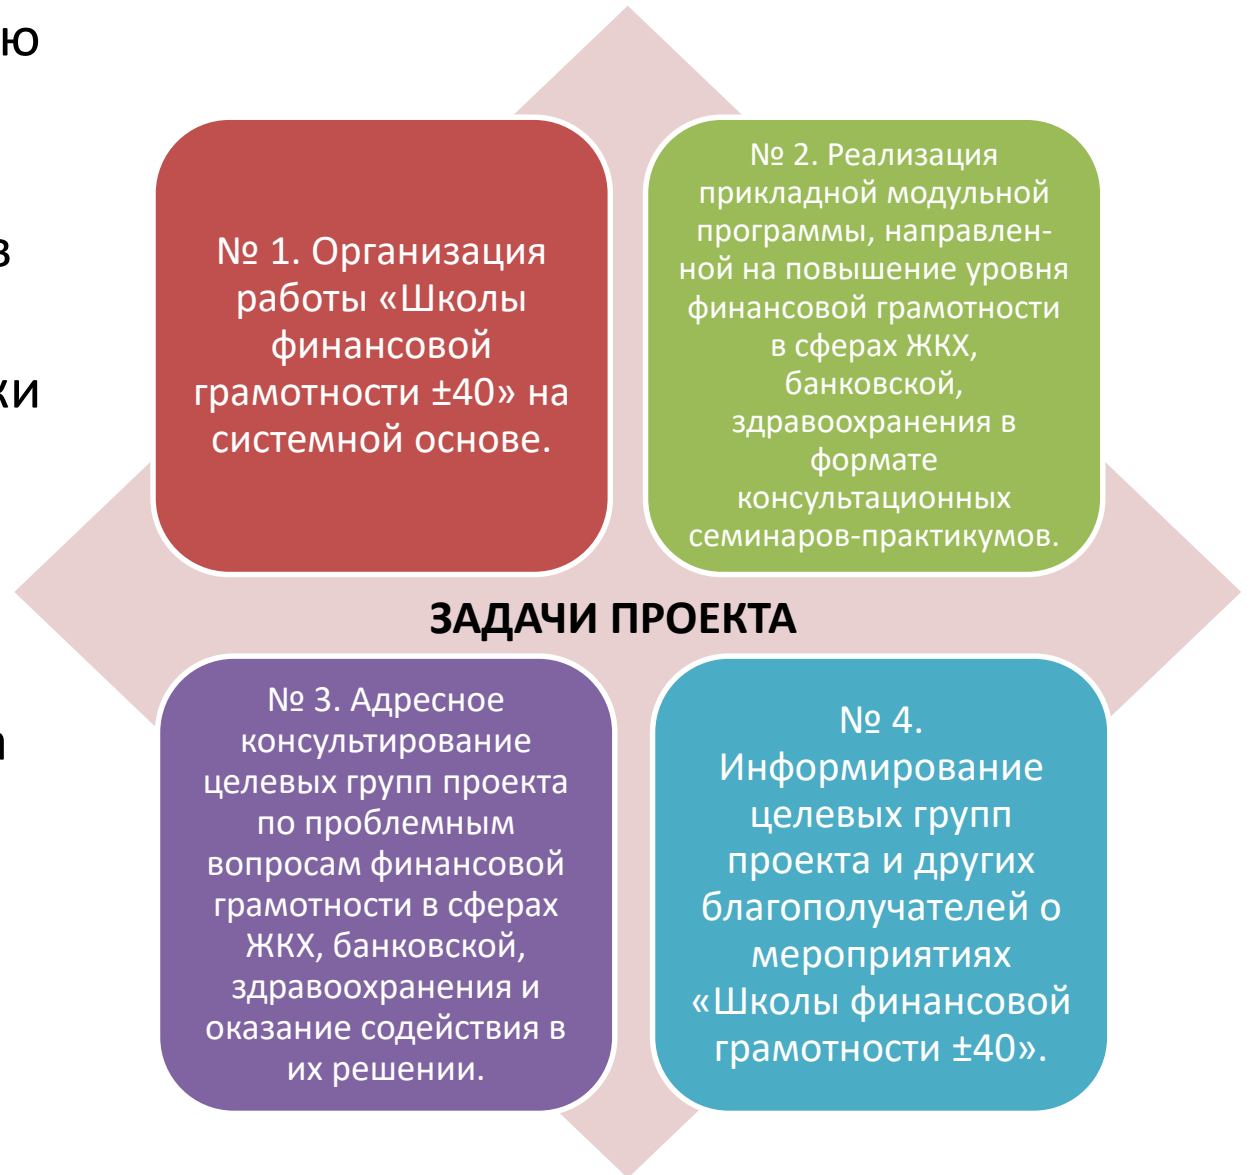 ю
в
ки
а
№ 1. Организация
работы «Школы
финансовой
грамотности ±40» на
системной основе.
№ 2. Реализация
прикладной модульной
программы, направлен-
ной на повышение уровня
финансовой грамотности
в сферах ЖКХ,
банковской,
здравоохранения в
формате
консультационных
семинаров-практикумов.
ЗАДАЧИ ПРОЕКТА
№ 3. Адресное
консультирование
целевых групп проекта
по проблемным
вопросам финансовой
грамотности в сферах
ЖКХ, банковской,
здравоохранения и
оказание содействия в
их решении.
№ 4.
Информирование
целевых групп
проекта и других
благополучателей о
мероприятиях
«Школы финансовой
грамотности ±40».